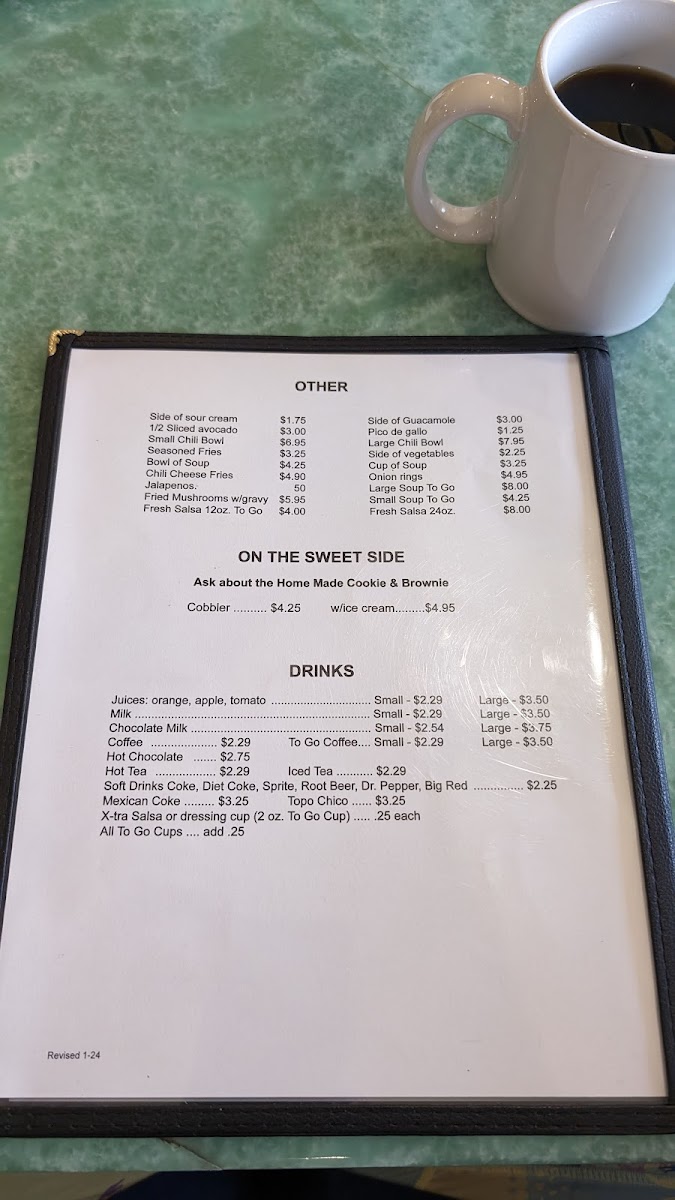 OTHER
Side of sour cream $1.75 Side of Guacamole $3.00
1/2 Sliced avocado $3.00 Pico de gallo $1.25
Small Chili Bowl $6.95 Large Chili Bowl $7.95
Seasoned Fries $3.25 Side of vegetables $2.25
Bowl of Soup $4.25 Cup of Soup $3.25
Chili Cheese Fries $4.90 Onion rings $4.95
Jalapenos. 50 Large Soup To Go $8.00
Fried Mushrooms w/gravy $5.95 Small Soup To Go $4.25
Fresh Salsa 12oz. To Go $4.00 Fresh Salsa 24oz. $8.00
ON THE SWEET SIDE
Ask about the Home Made Cookie & Brownie
Cobbler .......... $4.25 w/ice cream.........$4.95
DRINKS
Juices: orange, apple, tomato .............................. Small - $2.29 Large - $3.50
Milk ...................................................................... Small - $2.29 Large - $3.50
Chocolate Milk ...................................................... Small - $2.54 Large - $3.75
Coffee .................... $2.29 To Go Coffee.... Small - $2.29 Large - $3.50
Hot Chocolate ....... $2.75
Hot Tea .................. $2.29 Iced Tea ........... $2.29
Soft Drinks Coke, Diet Coke, Sprite, Root Beer, Dr. Pepper, Big Red ............... $2.25
Mexican Coke ......... $3.25 Topo Chico ...... $3.25
X-tra Salsa or dressing cup (2 oz. To Go Cup) ..... .25 each
All To Go Cups .... add .25
Revised 1-24